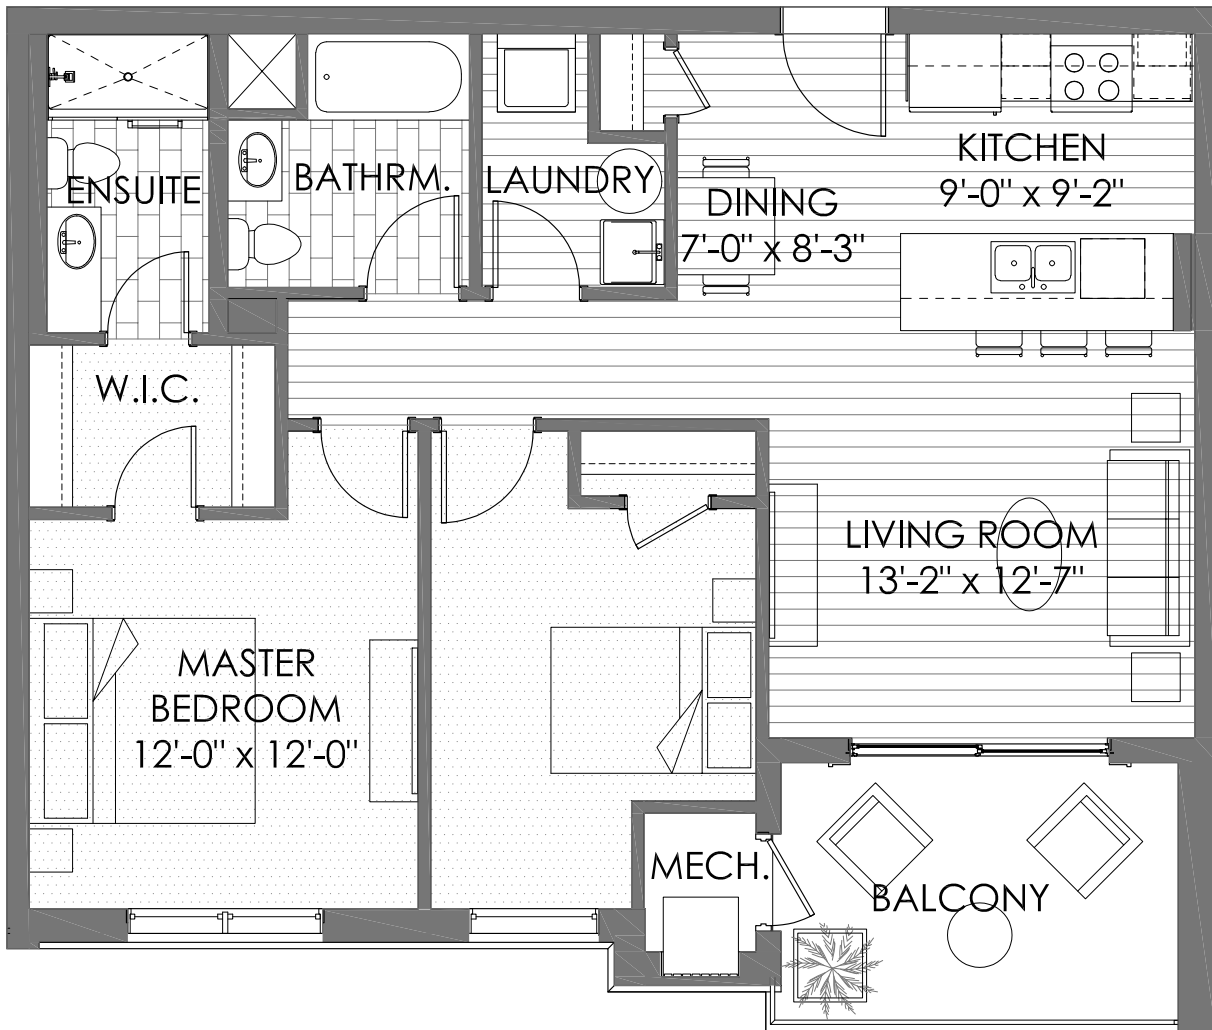 ENSUITE
BATHRM.
LAUNDRY
DINING
7'-0" x 8'-3"
KITCHEN
9'-0" x 9'-2"
W.I.C.
LIVING ROOM
13'-2" x 12'-7"
MASTER
BEDROOM
12'-0" x 12'-0"
MECH.
BALCONY